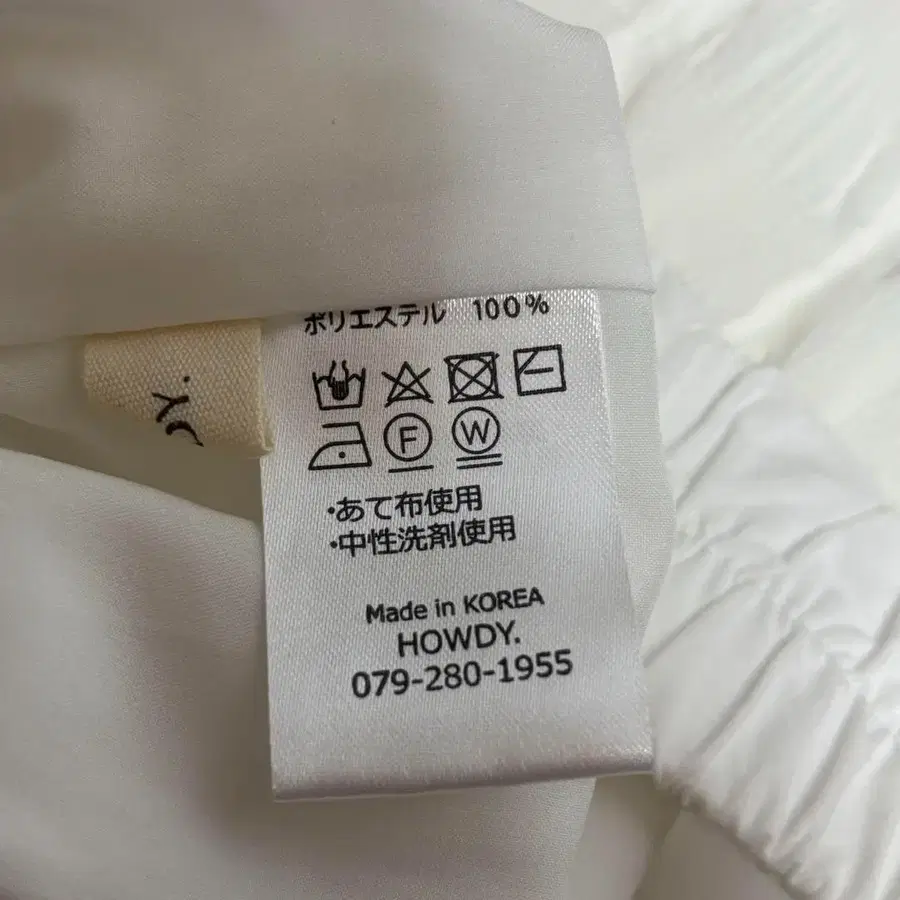 ポリエステル 100%
F W
・あて布使用
・中性洗剤使用
Made in KOREA
HOWDY.
079-280-1955
Y.